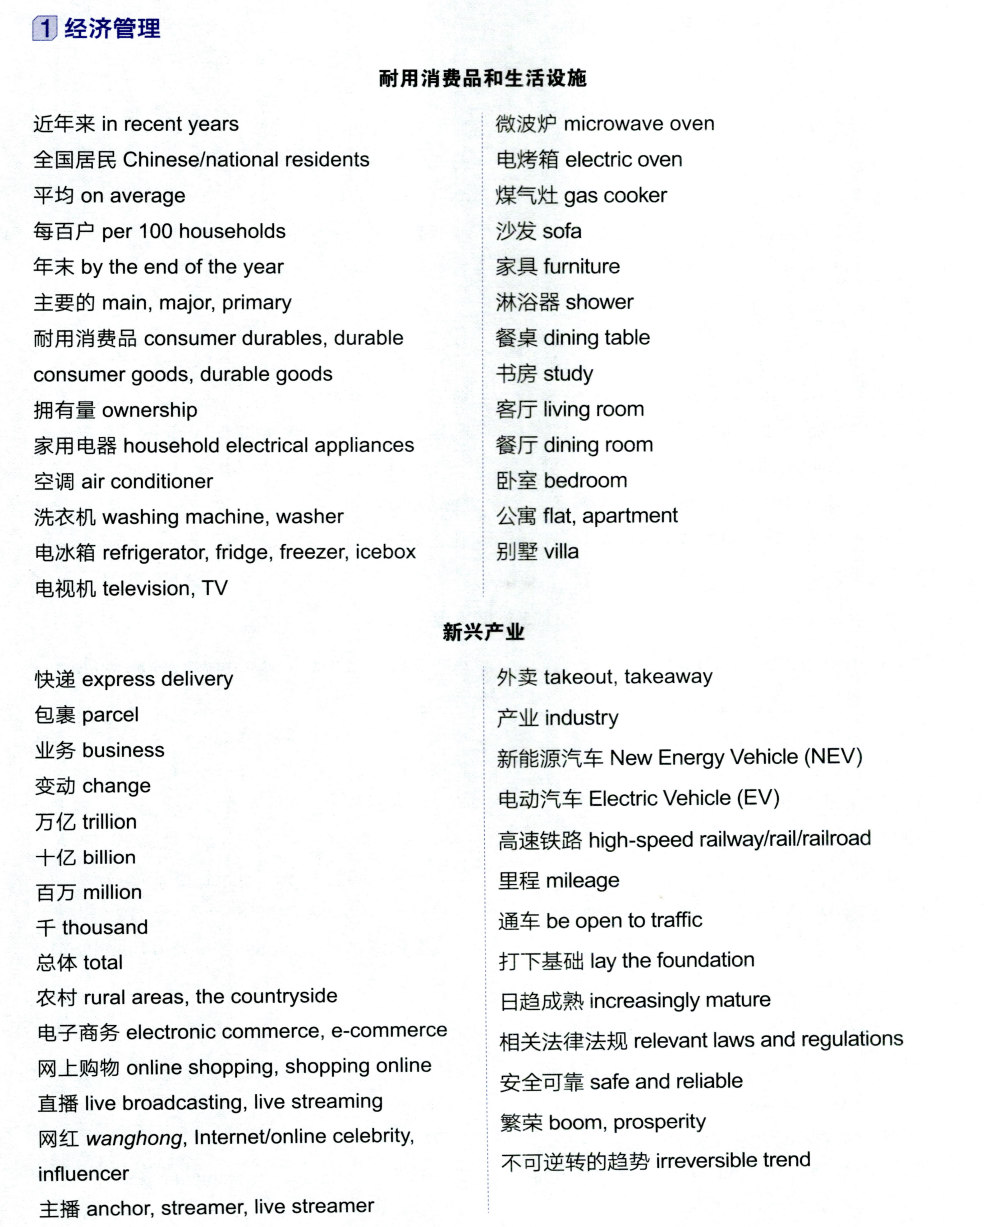 1 经济管理
耐用消费品和生活设施
近年来 in recent years
全国居民 Chinese/national residents
平均 on average
每百户 per 100 households
年末 by the end of the year
主要的 main, major, primary
耐用消费品 consumer durables, durable
consumer goods, durable goods
拥有量 ownership
家用电器 household electrical appliances
空调 air conditioner
洗衣机 washing machine, washer
电冰箱 refrigerator, fridge, freezer, icebox
电视机 television, TV
微波炉 microwave oven
电烤箱 electric oven
煤气灶 gas cooker
沙发 sofa
家具 furniture
淋浴器 shower
餐桌 dining table
书房 study
客厅 living room
餐厅 dining room
卧室 bedroom
公寓 flat, apartment
别墅 villa
新兴产业
快递 express delivery
包裹 parcel
业务 business
变动 change
万亿 trillion
十亿 billion
百万 million
千 thousand
总体 total
农村 rural areas, the countryside
电子商务 electronic commerce, e-commerce
网上购物 online shopping, shopping online
直播 live broadcasting, live streaming
网红 wanghong, Internet/online celebrity,
influencer
主播 anchor, streamer, live streamer
外卖 takeout, takeaway
产业 industry
新能源汽车 New Energy Vehicle (NEV)
电动汽车 Electric Vehicle (EV)
高速铁路 high-speed railway/rail/railroad
里程 mileage
通车 be open to traffic
打下基础 lay the foundation
日趋成熟 increasingly mature
相关法律法规 relevant laws and regulations
安全可靠 safe and reliable
繁荣 boom, prosperity
不可逆转的趋势 irreversible trend